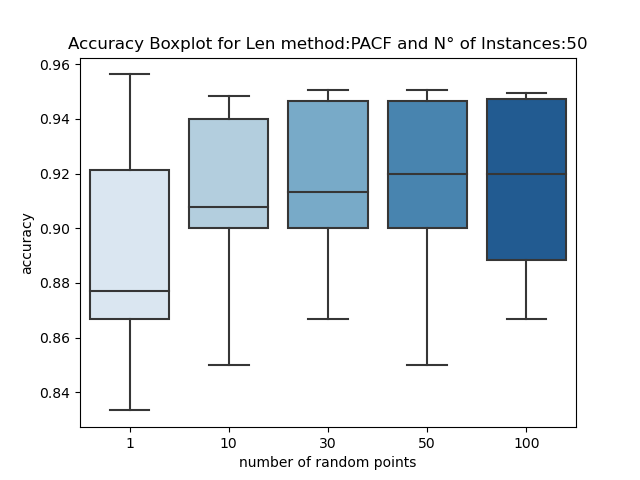 Accuracy Boxplot for Len method:PACF and N° of Instances:50
0.96
0.94
0.92
0.90
0.88
0.86
0.84
accuracy
1 10 30 50 100
number of random points